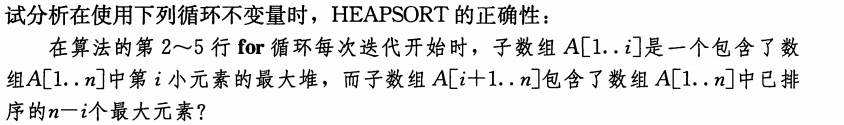 试分析在使用下列循环不变量时，HEAPSORT 的正确性：
在算法的第 2～5 行 for 循环每次迭代开始时，子数组 A[1..i]是一个包含了数
组A[1..n]中第 i 小元素的最大堆，而子数组 A[i+1..n]包含了数组 A[1..n]中已排
序的n-i个最大元素？